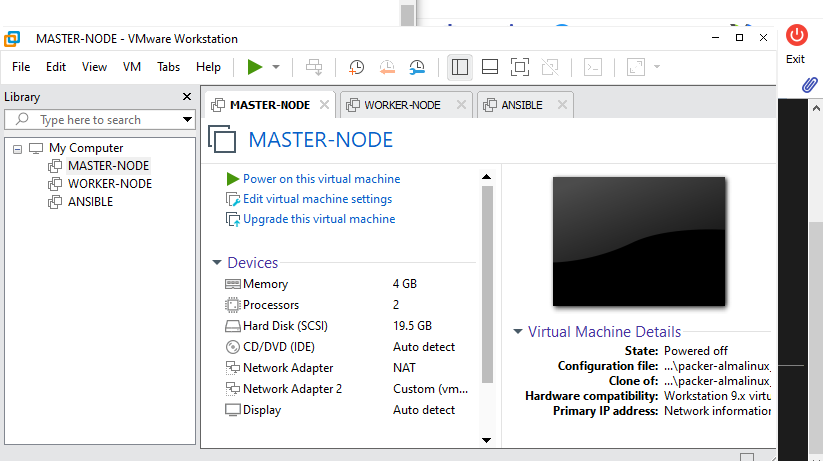 MASTER-NODE - VMware Workstation
Exit
File Edit View VM Tabs Help
Library
Type here to search
My Computer
MASTER-NODE
WORKER-NODE
ANSIBLE
MASTER-NODE WORKER-NODE ANSIBLE
MASTER-NODE
Power on this virtual machine
Edit virtual machine settings
Upgrade this virtual machine
Devices
Memory 4 GB
Processors 2
Hard Disk (SCSI) 19.5 GB
CD/DVD (IDE) Auto detect
Network Adapter NAT
Network Adapter 2 Custom (vm...
Display Auto detect
Virtual Machine Details
State: Powered off
Configuration file: ...\packer-almalinux_
Clone of: ...\packer-almalinux_
Hardware compatibility: Workstation 9.x virtu
Primary IP address: Network information